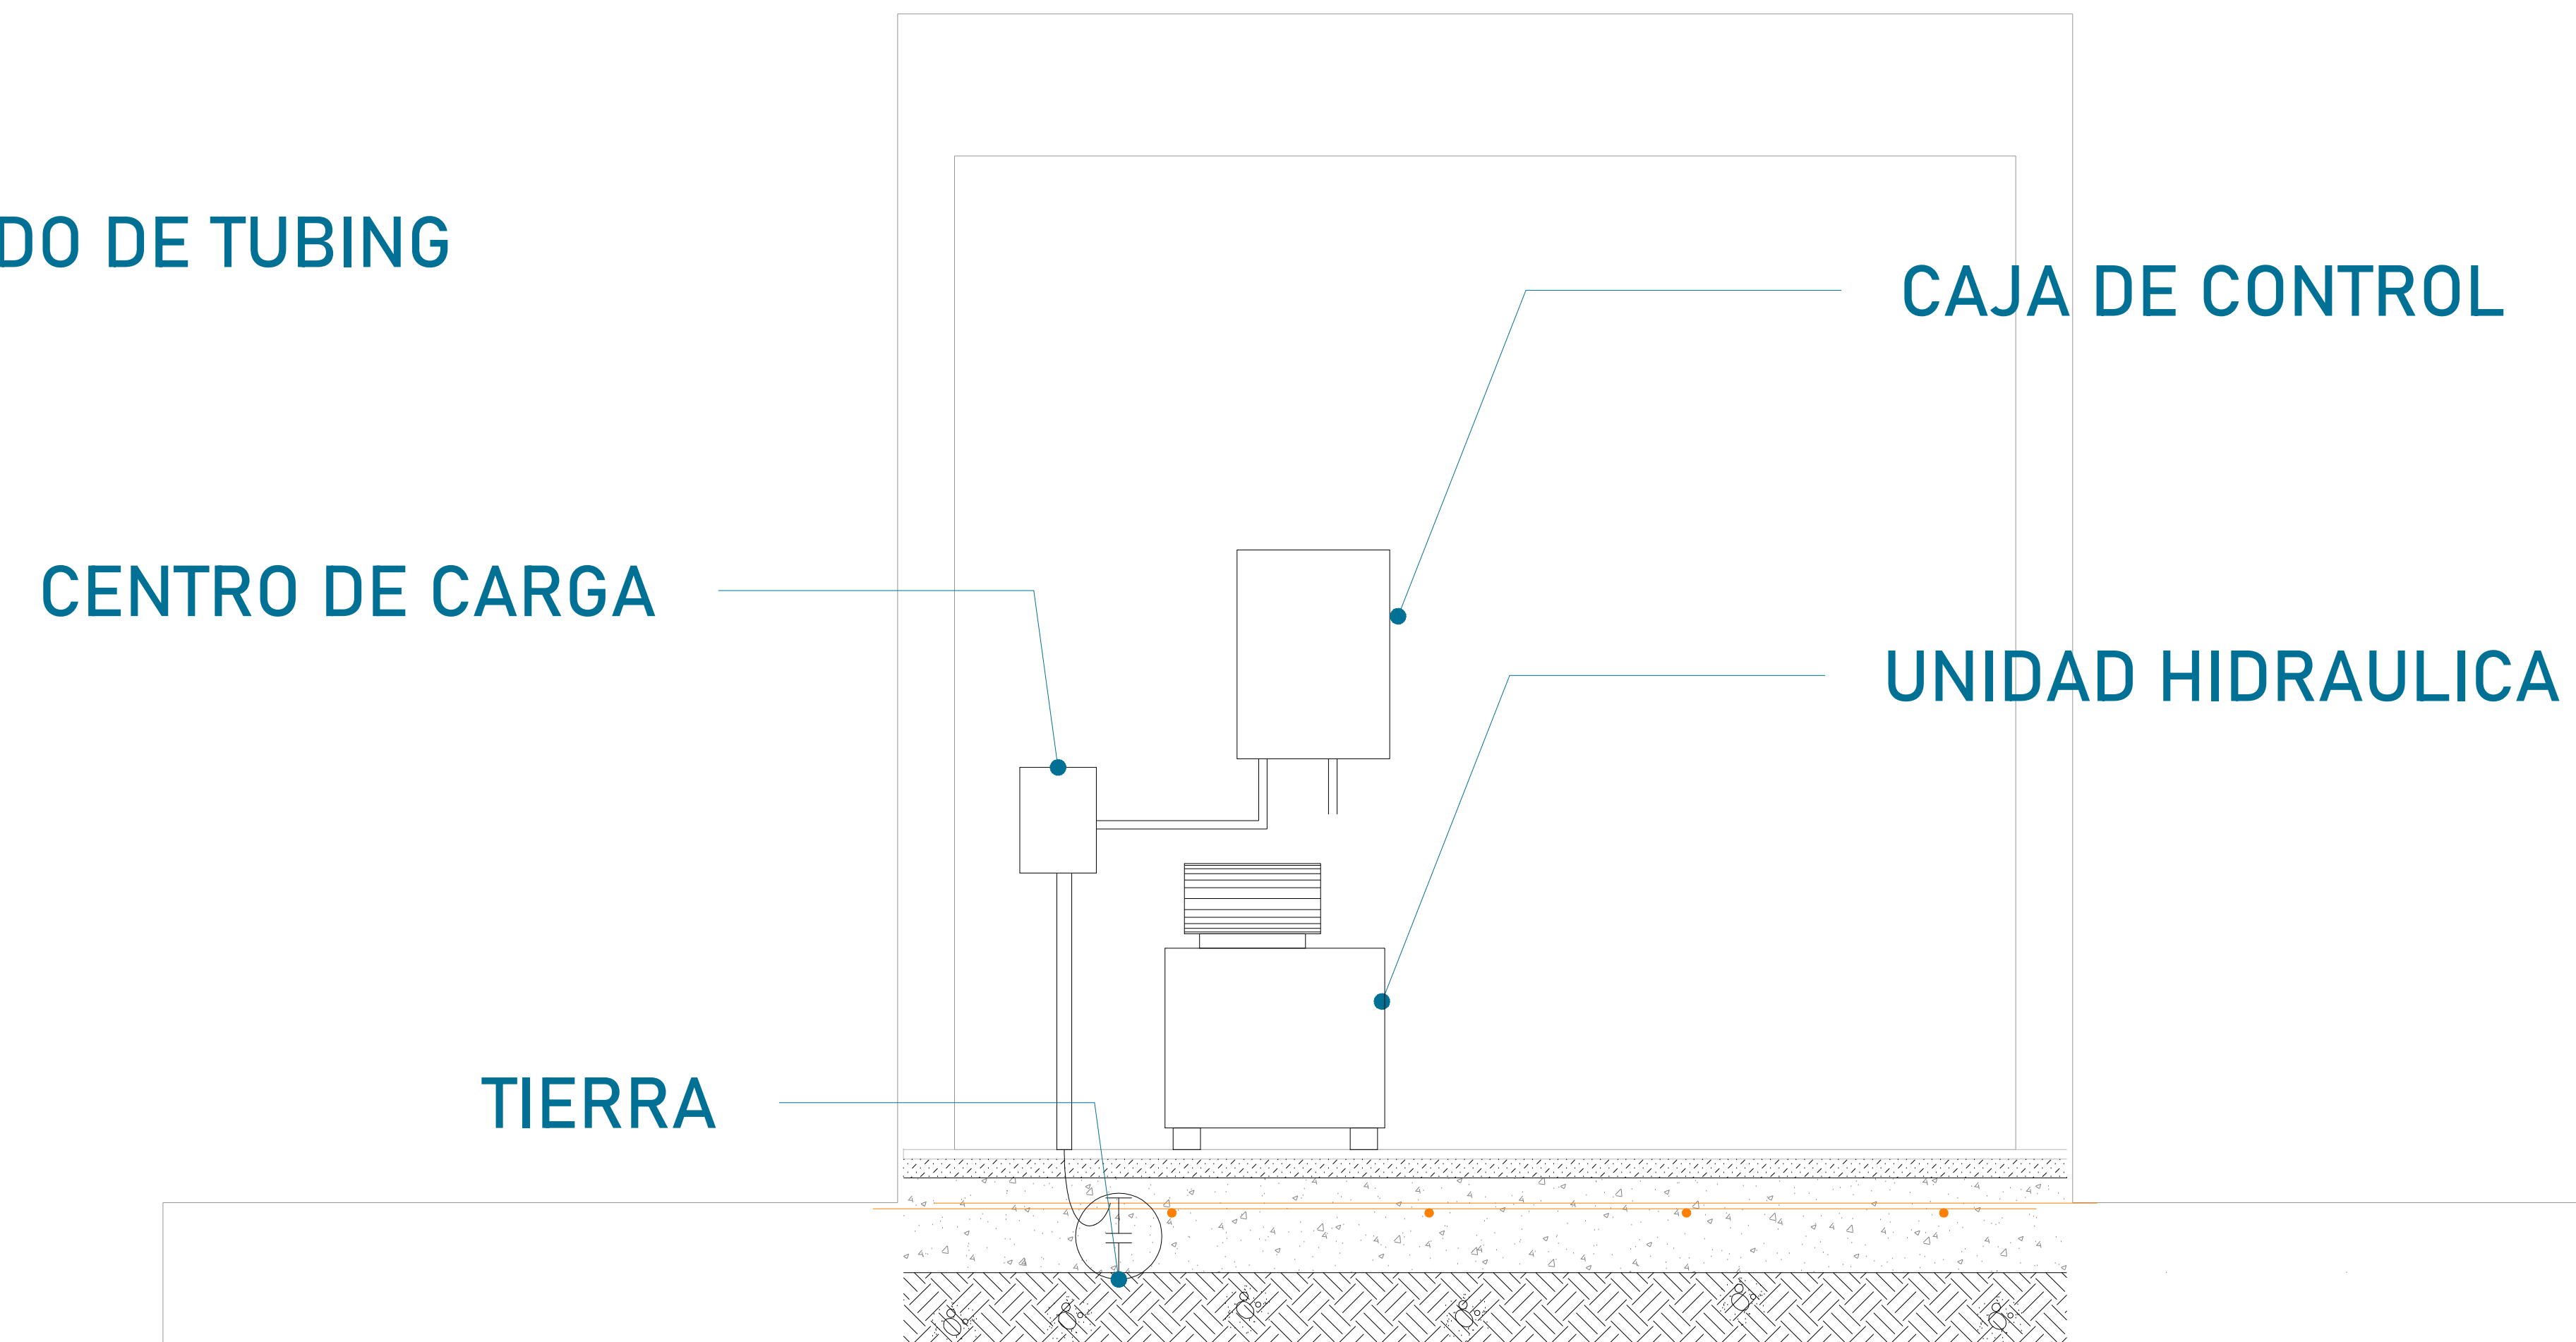 DO DE TUBING
CAJA DE CONTROL
CENTRO DE CARGA
UNIDAD HIDRAULICA
TIERRA